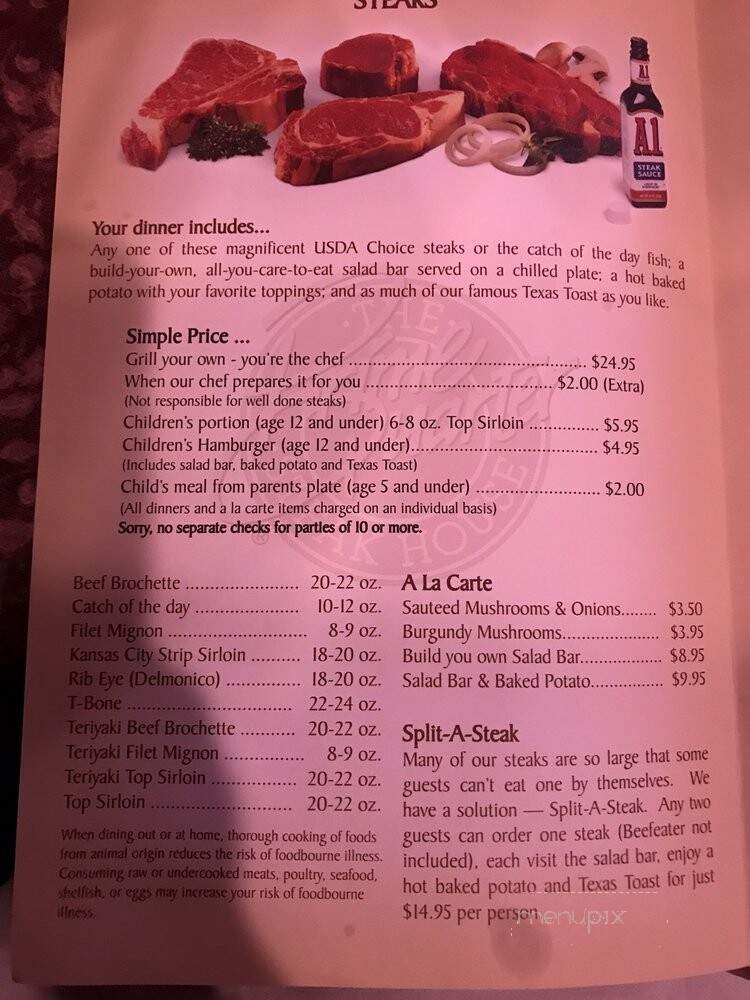 STEAKS
A1
A1
STEAK
SAUCE
Your dinner includes...
Any one of these magnificent USDA Choice steaks or the catch of the day fish; a
build-your-own, all-you-care-to-eat salad bar served on a chilled plate; a hot baked
potato with your favorite toppings; and as much of our famous Texas Toast as you like.
THE
STEAK HOUSE
®
Simple Price ...
Grill your own - you're the chef ........................................................ $24.95
When our chef prepares it for you ............................................ $2.00 (Extra)
(Not responsible for well done steaks)
Children's portion (age 12 and under) 6-8 oz. Top Sirloin ................ $5.95
Children's Hamburger (age 12 and under)............................................ $4.95
(Includes salad bar, baked potato and Texas Toast)
Child's meal from parents plate (age 5 and under) ............................. $2.00
(All dinners and a la carte items charged on an individual basis)
Sorry, no separate checks for parties of 10 or more.
Beef Brochette ........................ 20-22 oz.
Catch of the day ...................... 10-12 oz.
Filet Mignon ............................. 8-9 oz.
Kansas City Strip Sirloin .......... 18-20 oz.
Rib Eye (Delmonico) ................ 18-20 oz.
T-Bone ................................... 22-24 oz.
Teriyaki Beef Brochette ............ 20-22 oz.
Teriyaki Filet Mignon ................. 8-9 oz.
Teriyaki Top Sirloin .................. 20-22 oz.
Top Sirloin .............................. 20-22 oz.
When dining out or at home, thorough cooking of foods
from animal origin reduces the risk of foodbourne illness.
Consuming raw or undercooked meats, poultry, seafood,
shelfish, or eggs may increase your risk of foodbourne
illness.
A La Carte
Sauteed Mushrooms & Onions........ $3.50
Burgundy Mushrooms..................... $3.95
Build you own Salad Bar.................. $8.95
Salad Bar & Baked Potato................ $9.95
Split-A-Steak
Many of our steaks are so large that some
guests can't eat one by themselves. We
have a solution — Split-A-Steak. Any two
guests can order one steak (Beefeater not
included), each visit the salad bar, enjoy a
hot baked potato and Texas Toast for just
$14.95 per person.
menupix